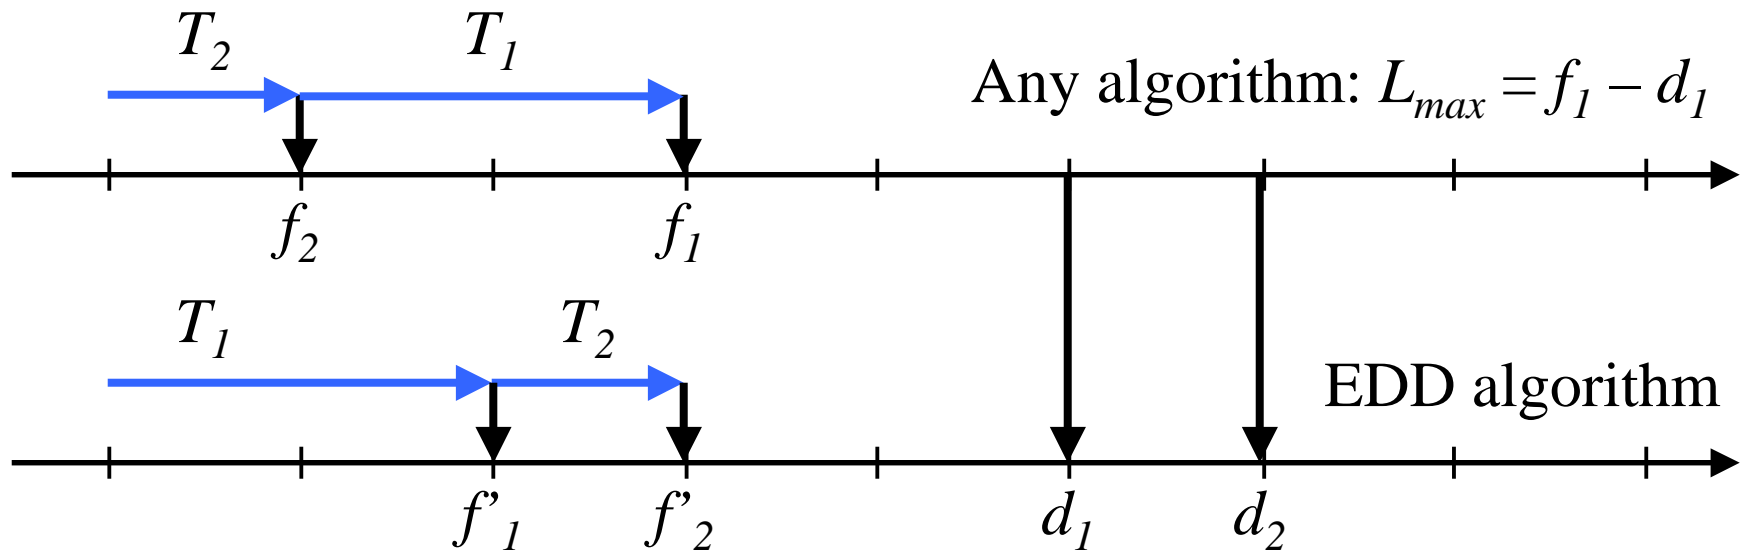 T2 T1
Any algorithm: Lmax = f1 – d1
f2 f1
T1 T2
EDD algorithm
f’1 f’2 d1 d2